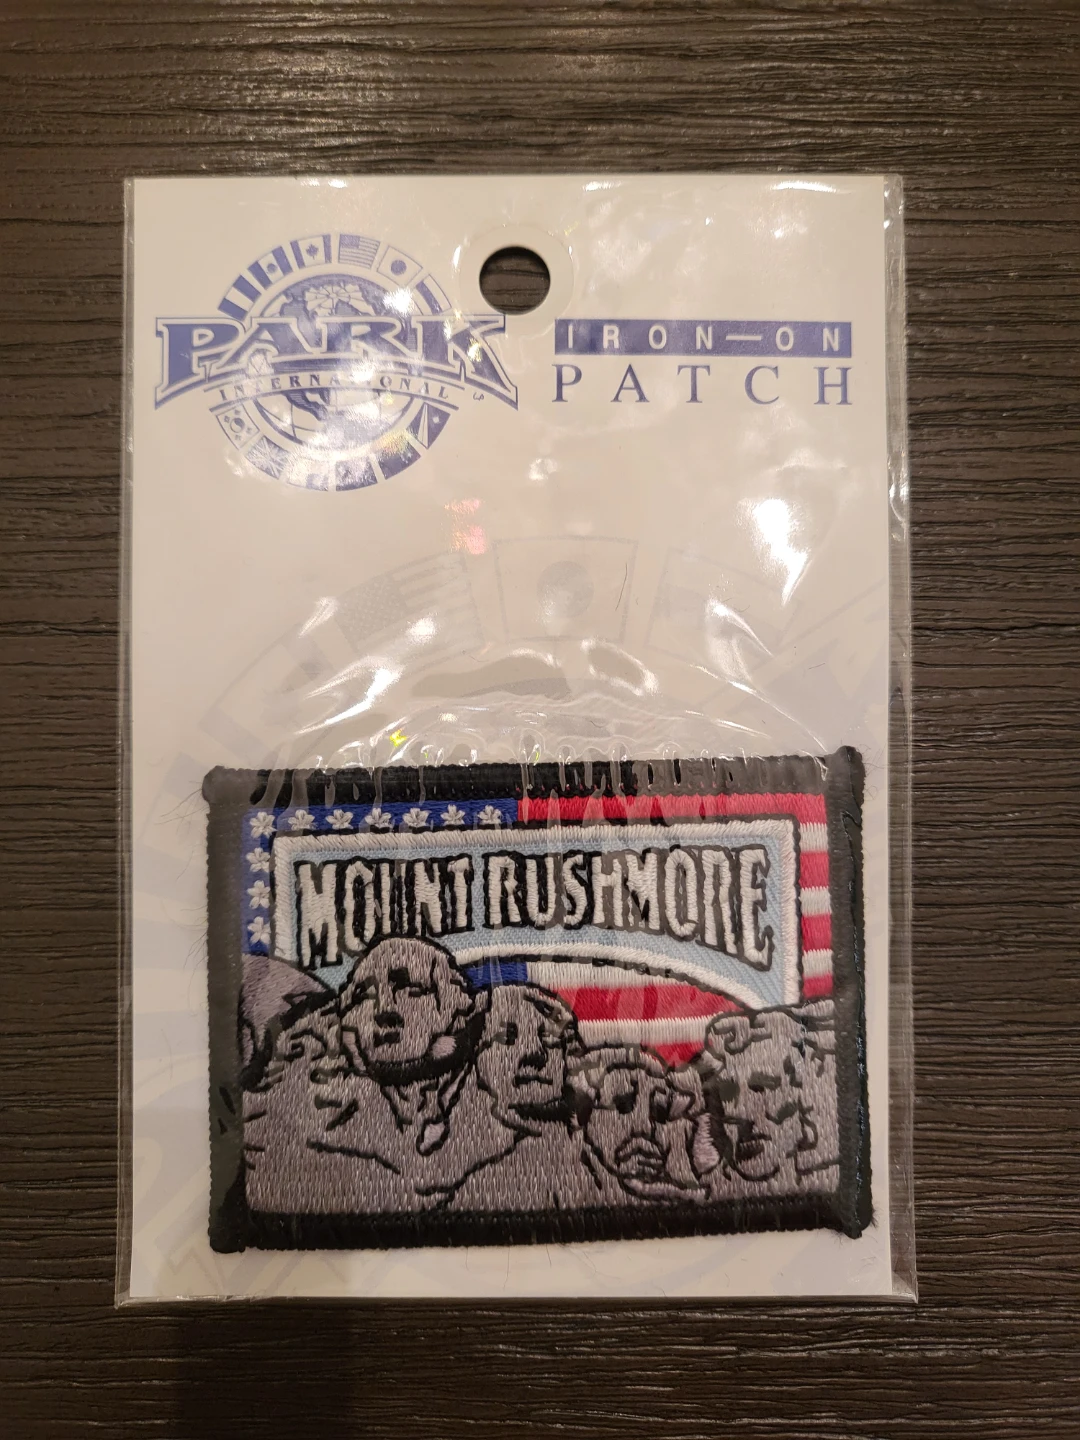 PARK
INTERNATIONAL
IRON—ON
PATCH
MOUNT RUSHMORE